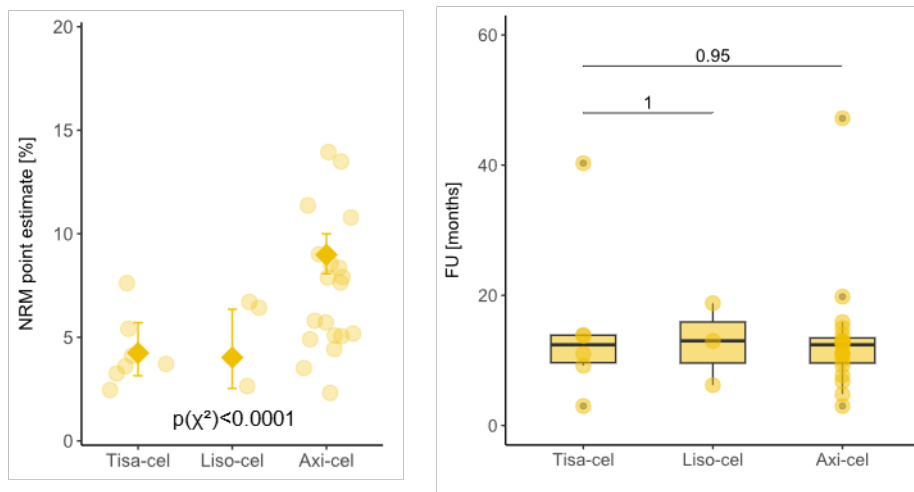 NRM point estimate [%]
20
15
10
5
0
p(χ²)<0.0001
Tisa-cel Liso-cel Axi-cel
FU [months]
60
40
20
0
0.95
1
Tisa-cel Liso-cel Axi-cel